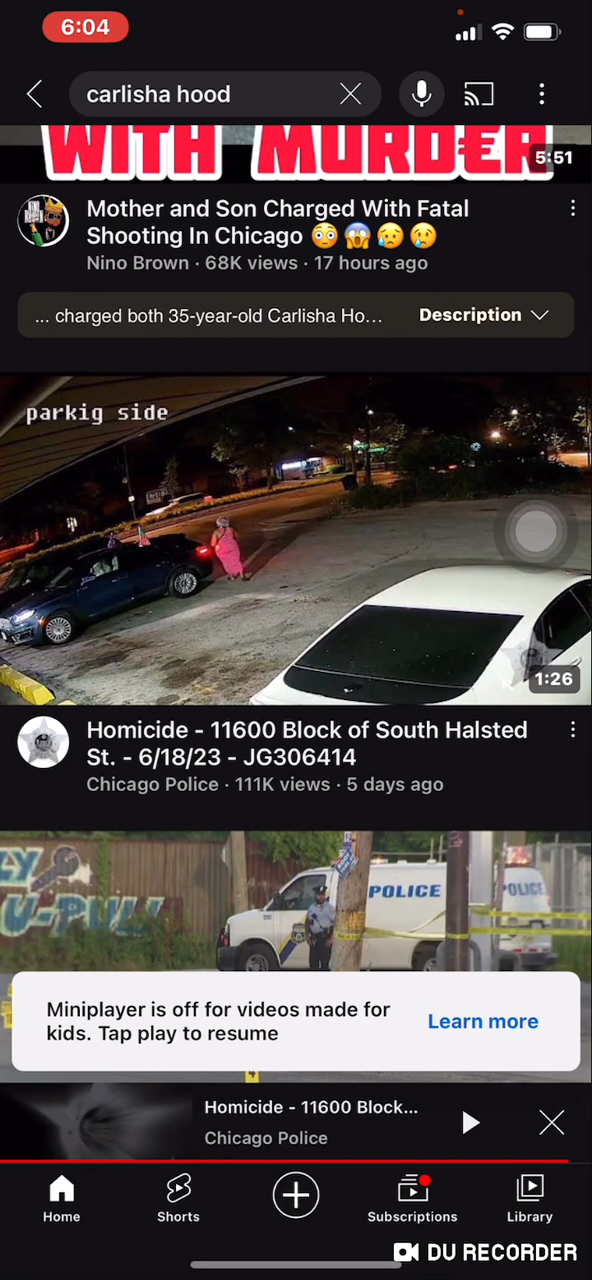 6:04
carlisha hood
WITH MURDER
5:51
Mother and Son Charged With Fatal
Shooting In Chicago 😳😱😥😢
Nino Brown · 68K views · 17 hours ago
... charged both 35-year-old Carlisha Ho...
Description
parkig side
1:26
Homicide - 11600 Block of South Halsted
St. - 6/18/23 - JG306414
Chicago Police · 111K views · 5 days ago
LY
U-PULL
POLICE
POLICE
Miniplayer is off for videos made for
kids. Tap play to resume
Learn more
Homicide - 11600 Block...
Chicago Police
Home
Shorts
Subscriptions
Library
DU RECORDER